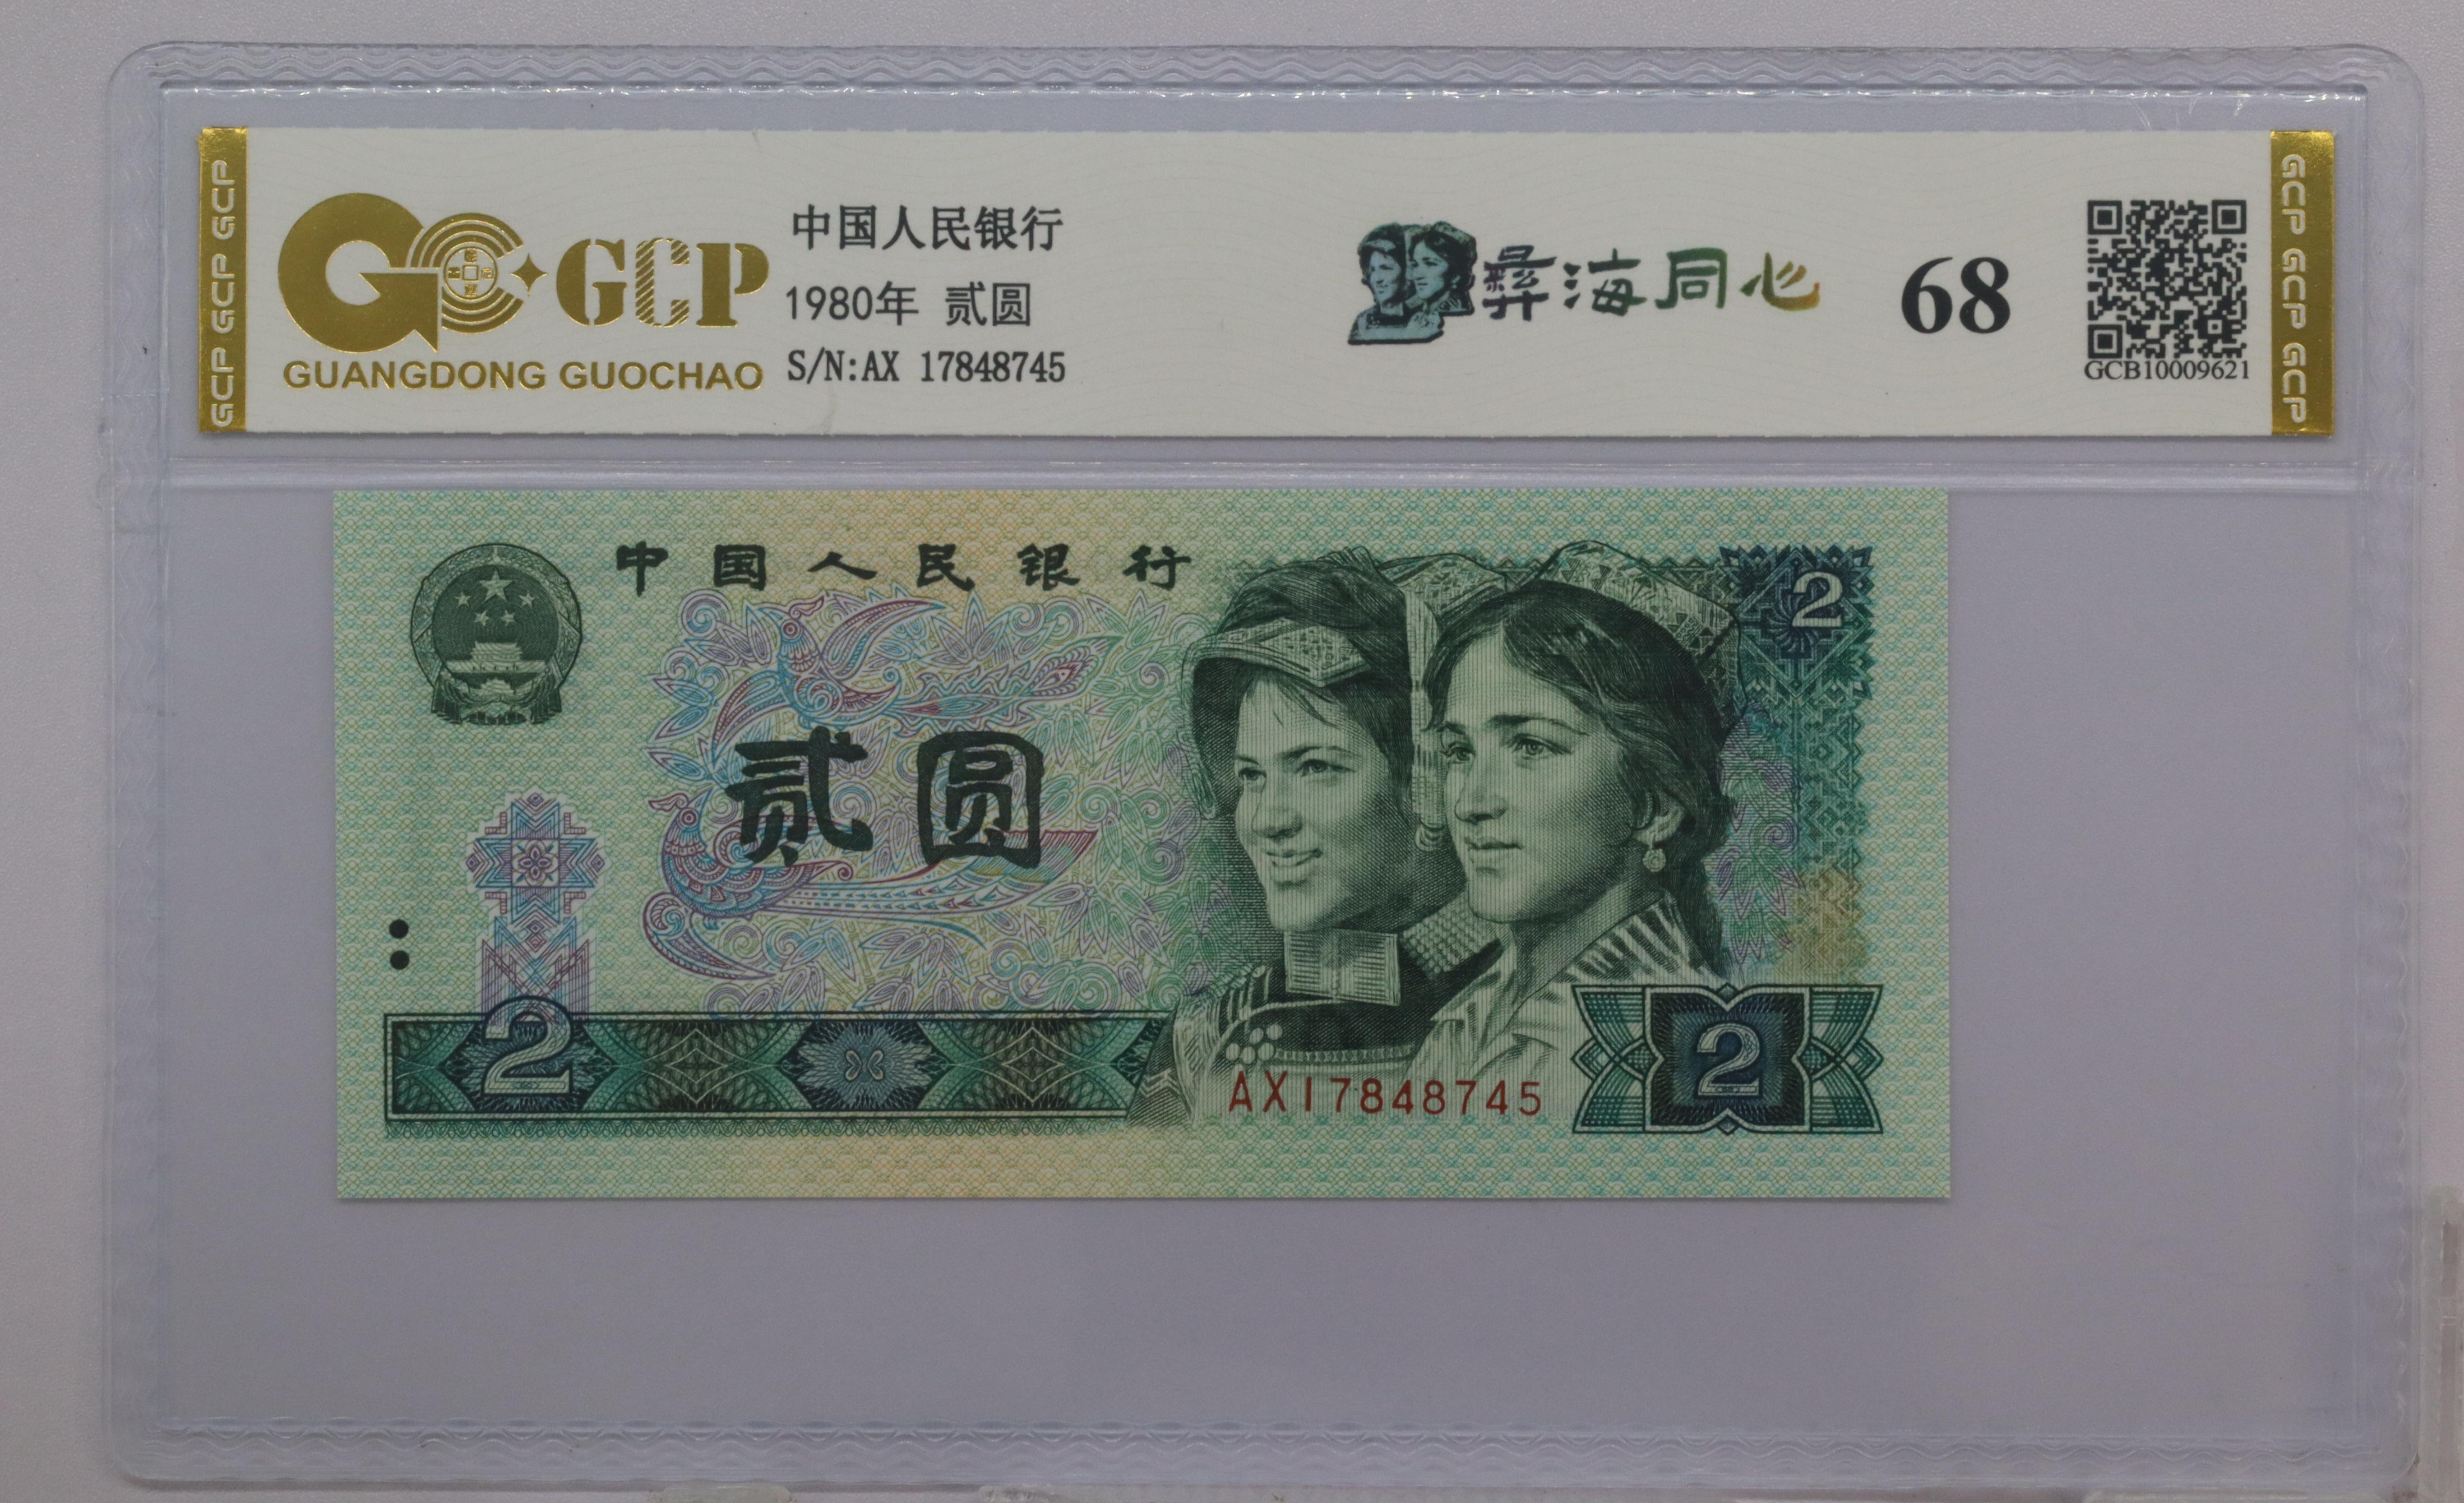 GCP GCP GCP
GCP
GUANGDONG GUOCHAO
中国人民银行
1980年 贰圆
S/N:AX 17848745
彝海同心
68
GCB10009621
GCP GCP GCP
中国人民银行
2
贰圆
2
AX17848745
2